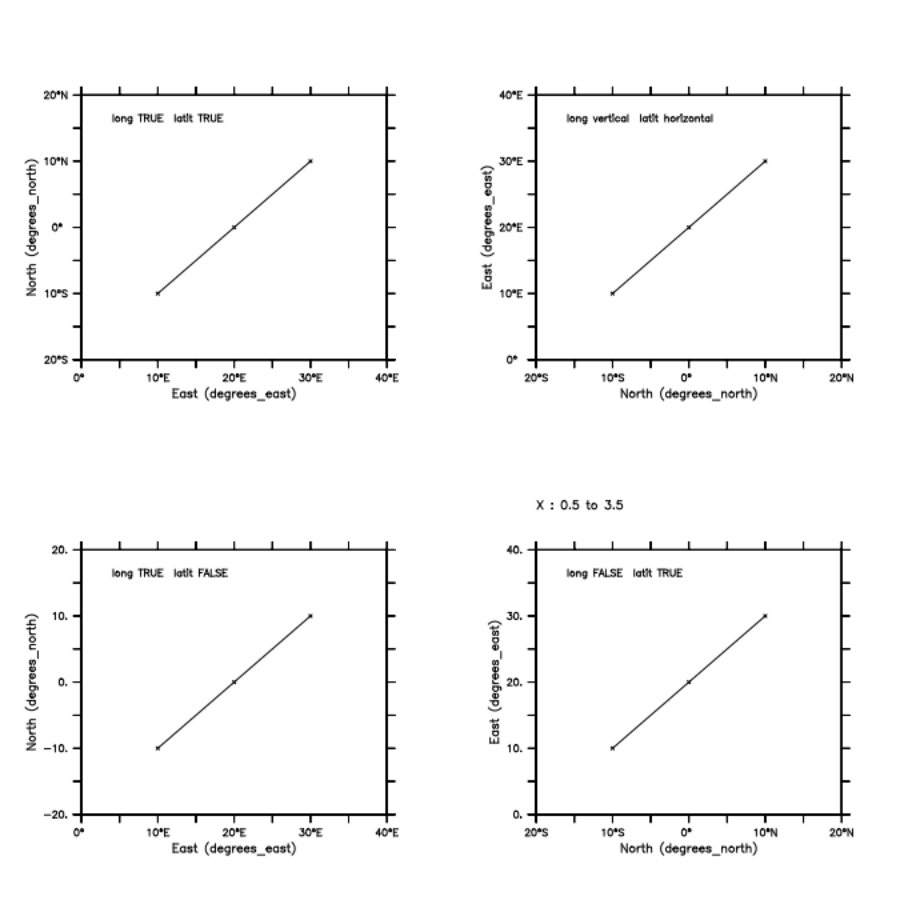 20°N
long TRUE latit TRUE
10°N
0°
10°S
20°S
North (degrees_north)
0° 10°E 20°E 30°E 40°E
East (degrees_east)
40°E
long vertical latit horizontal
30°E
20°E
10°E
0°
East (degrees_east)
20°S 10°S 0° 10°N 20°N
North (degrees_north)
20.
long TRUE latit FALSE
10.
0.
−10.
−20.
North (degrees_north)
0° 10°E 20°E 30°E 40°E
East (degrees_east)
X : 0.5 to 3.5
40.
long FALSE latit TRUE
30.
20.
10.
0.
East (degrees_east)
20°S 10°S 0° 10°N 20°N
North (degrees_north)